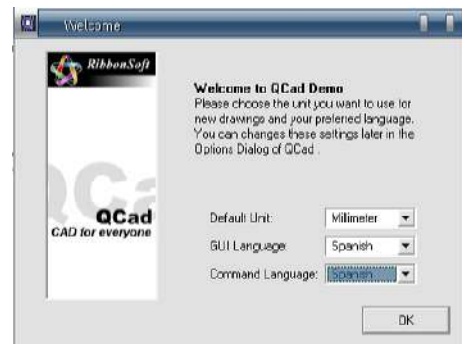 Welcome
RibbonSoft
Welcome to QCad Demo
Please choose the unit you want to use for
new drawings and your preferred language.
You can changes these settings later in the
Options Dialog of QCad .
QCa
QCad
CAD for everyone
Default Unit: Millimeter
GUI Language: Spanish
Command Language: Spanish
OK